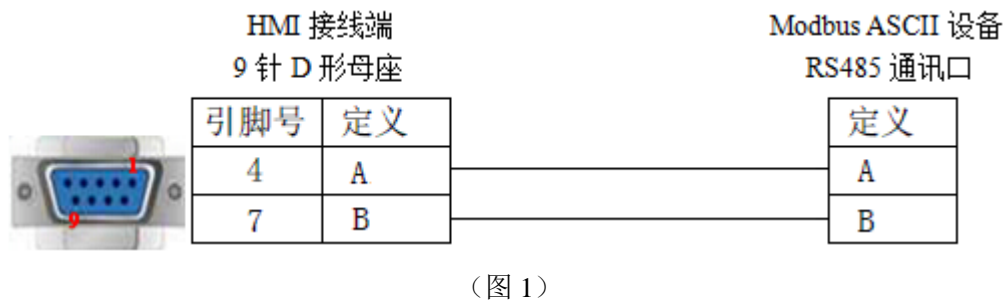 HMI 接线端
9 针 D 形母座
Modbus ASCII 设备
RS485 通讯口
引脚号 定义
定义
1
4 A
A
9
7 B
B
（图 1）